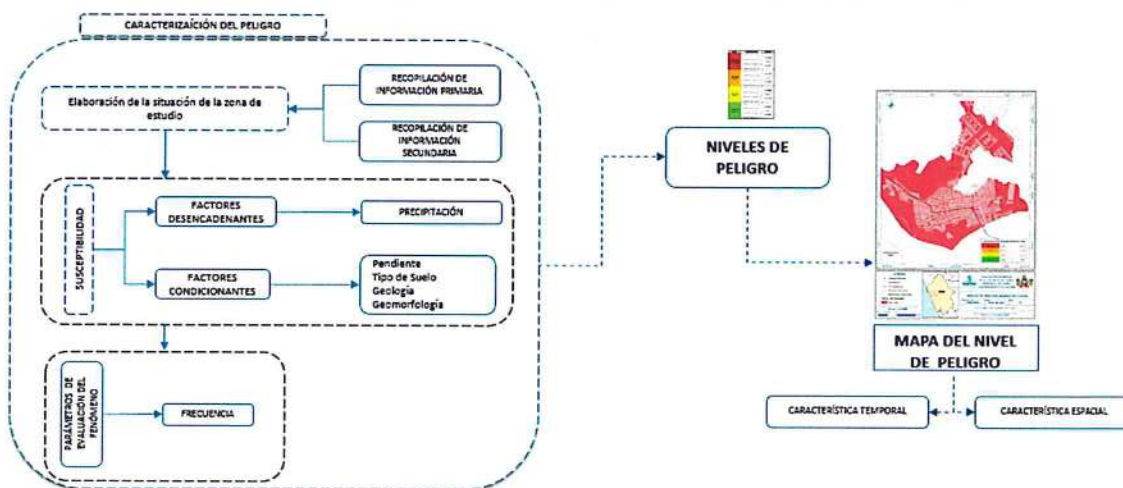 CARACTERIZAÍCIÓN DEL PELIGRO
Elaboración de la situación de la zona de
estudio
RECOPILACIÓN DE
INFORMACIÓN PRIMARIA
RECOPILACIÓN DE
INFORMACIÓN
SECUNDARIA
SUSCEPTIBILIDAD
FACTORES
DESENCADENANTES
PRECIPITACIÓN
FACTORES
CONDICIONANTES
Pendiente
Tipo de Suelo
Geología
Geomorfología
PARÁMETROS DE
EVALUACIÓN DEL
FENÓMENO
FRECUENCIA
NIVELES DE
PELIGRO
MAPA DEL NIVEL
DE PELIGRO
CARACTERÍSTICA TEMPORAL
CARACTERÍSTICA ESPACIAL